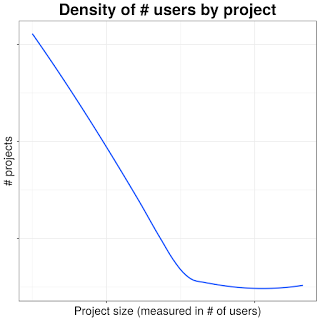 Density of # users by project
# projects
Project size (measured in # of users)